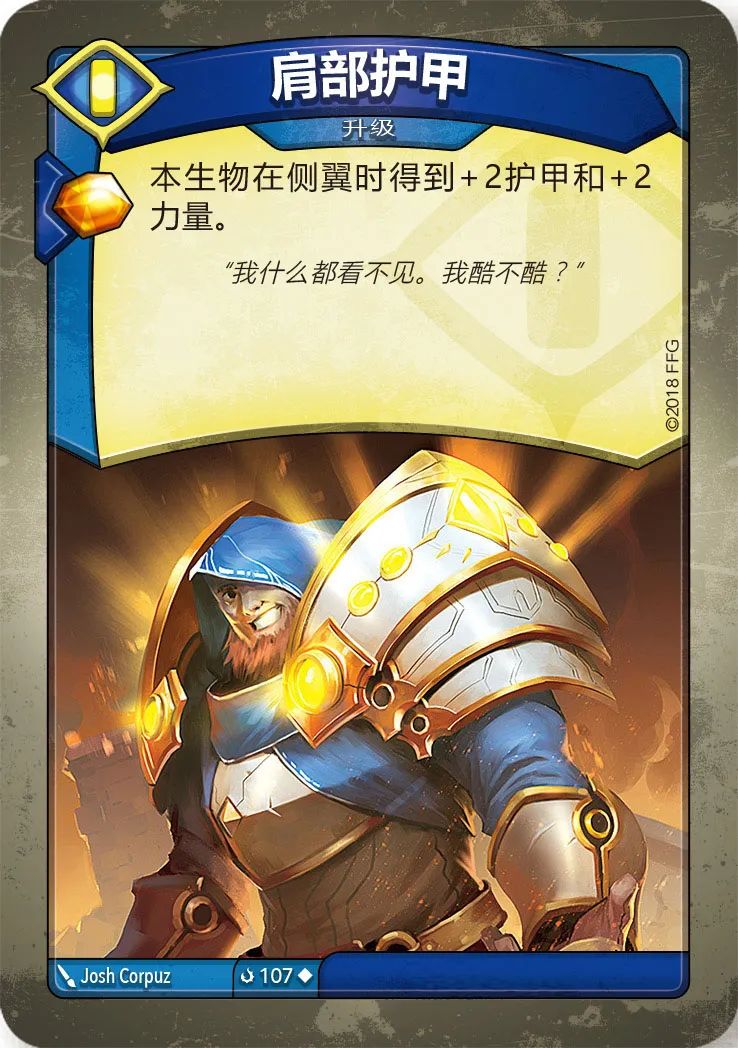 肩部护甲
升级
本生物在侧翼时得到+2护甲和+2
力量。
“我什么都看不见。我酷不酷？”
©2018 FFG
Josh Corpuz
107